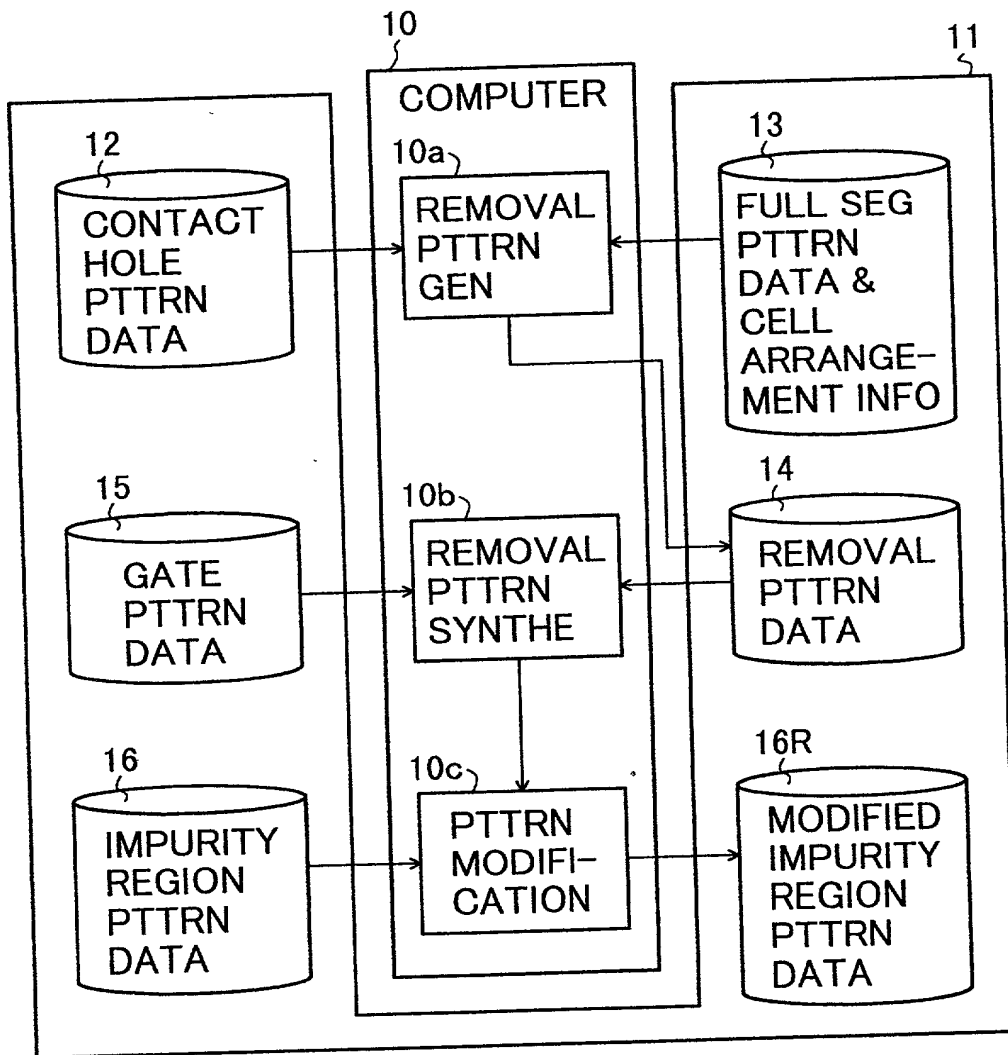 10
11
COMPUTER
12
CONTACT
HOLE
PTTRN
DATA
10a
REMOVAL
PTTRN
GEN
13
FULL SEG
PTTRN
DATA &
CELL
ARRANGE-
MENT INFO
15
GATE
PTTRN
DATA
10b
REMOVAL
PTTRN
SYNTHE
14
REMOVAL
PTTRN
DATA
16
IMPURITY
REGION
PTTRN
DATA
10c
PTTRN
MODIFI-
CATION
16R
MODIFIED
IMPURITY
REGION
PTTRN
DATA